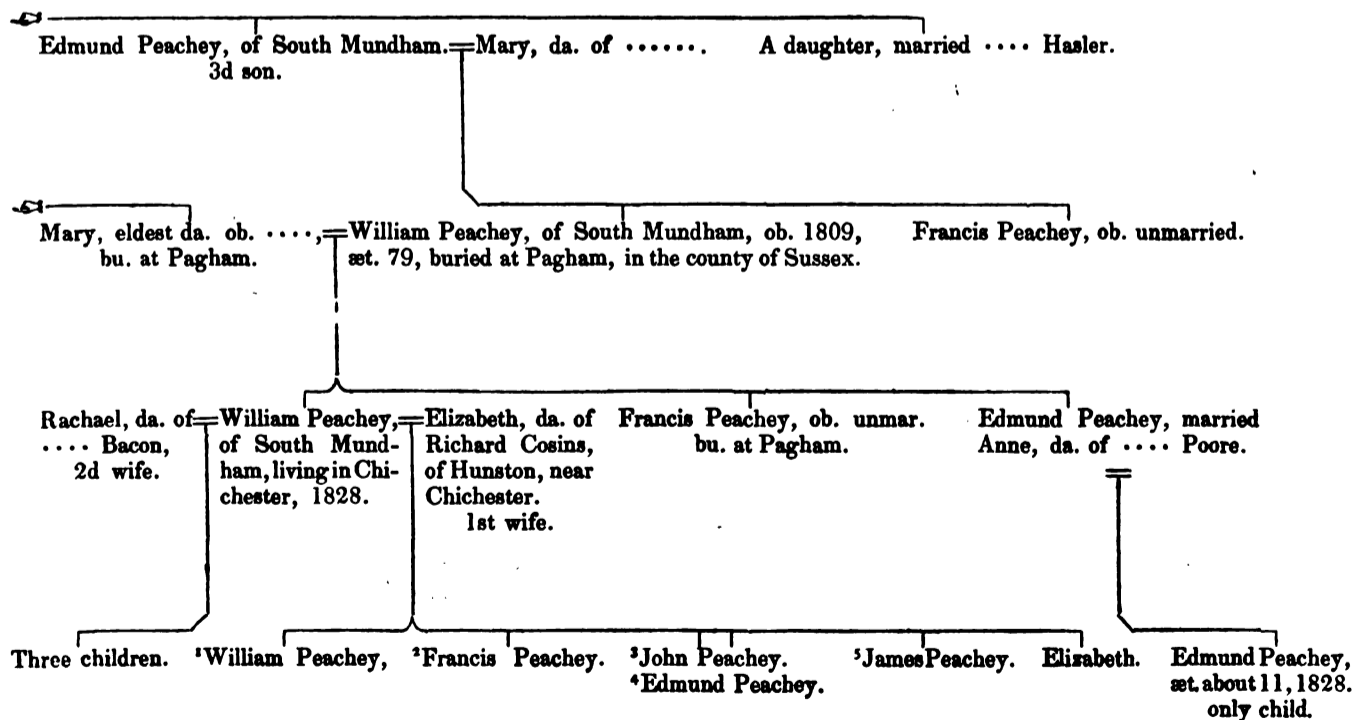 Edmund Peachey, of South Mundham.=Mary, da. of ······. A daughter, married ···· Hasler.
3d son.
Mary, eldest da. ob. ····,=William Peachey, of South Mundham, ob. 1809, Francis Peachey, ob. unmarried.
bu. at Pagham. æt. 79, buried at Pagham, in the county of Sussex.
Rachael, da. of=William Peachey,=Elizabeth, da. of Francis Peachey, ob. unmar. Edmund Peachey, married
···· Bacon, of South Mund- Richard Cosins, bu. at Pagham. Anne, da. of ···· Poore.
2d wife. ham, living in Chi- of Hunston, near
chester, 1828. Chichester.
1st wife.
Three children. ¹William Peachey, ²Francis Peachey. ³John Peachey. ⁵James Peachey. Elizabeth. Edmund Peachey,
⁴Edmund Peachey. æt. about 11, 1828.
only child.